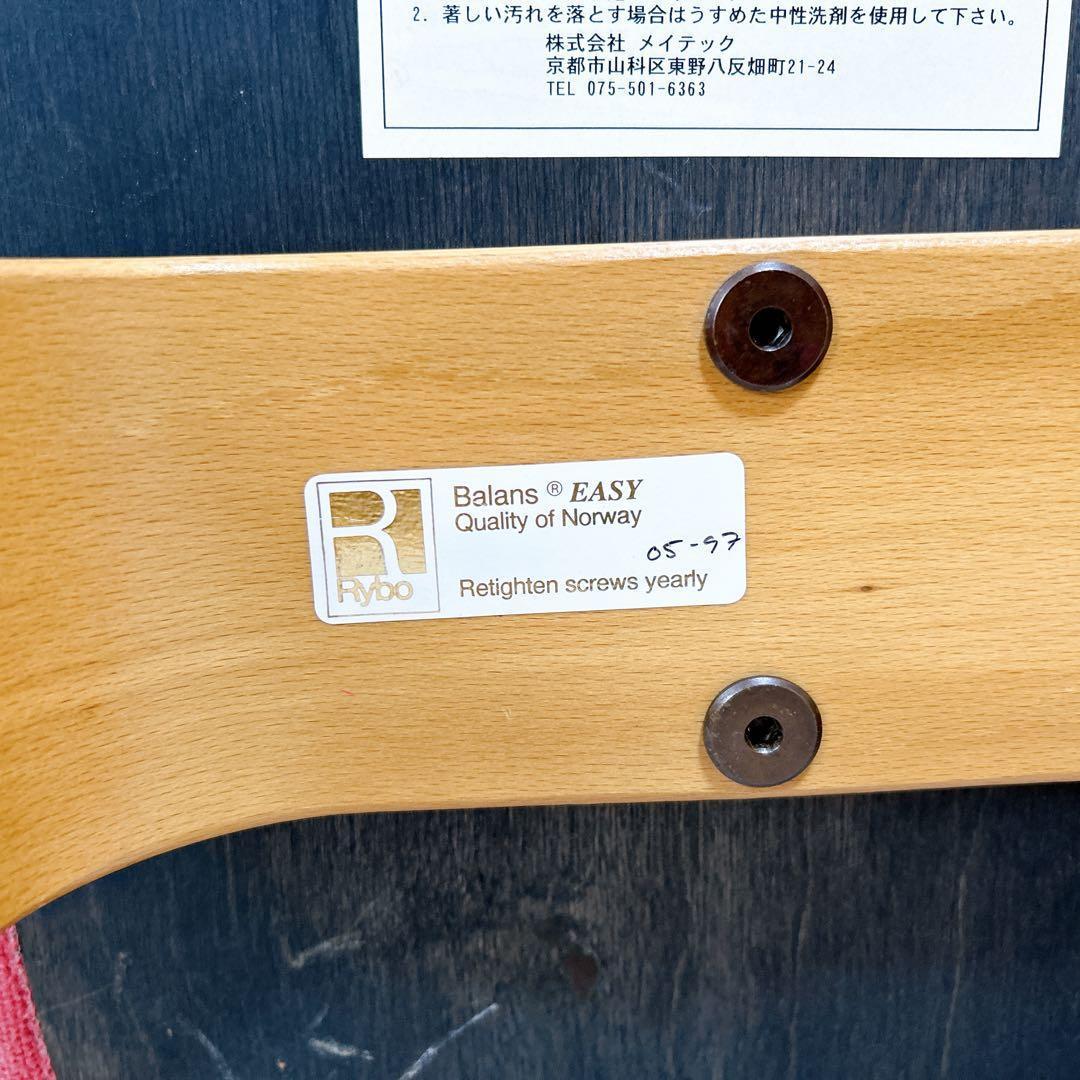 2. 著しい汚れを落とす場合はうすめた中性洗剤を使用して下さい。
株式会社 メイテック
京都市山科区東野八反畑町21-24
TEL 075-501-6363
R
Rybo
Balans ® EASY
Quality of Norway
05-97
Retighten screws yearly